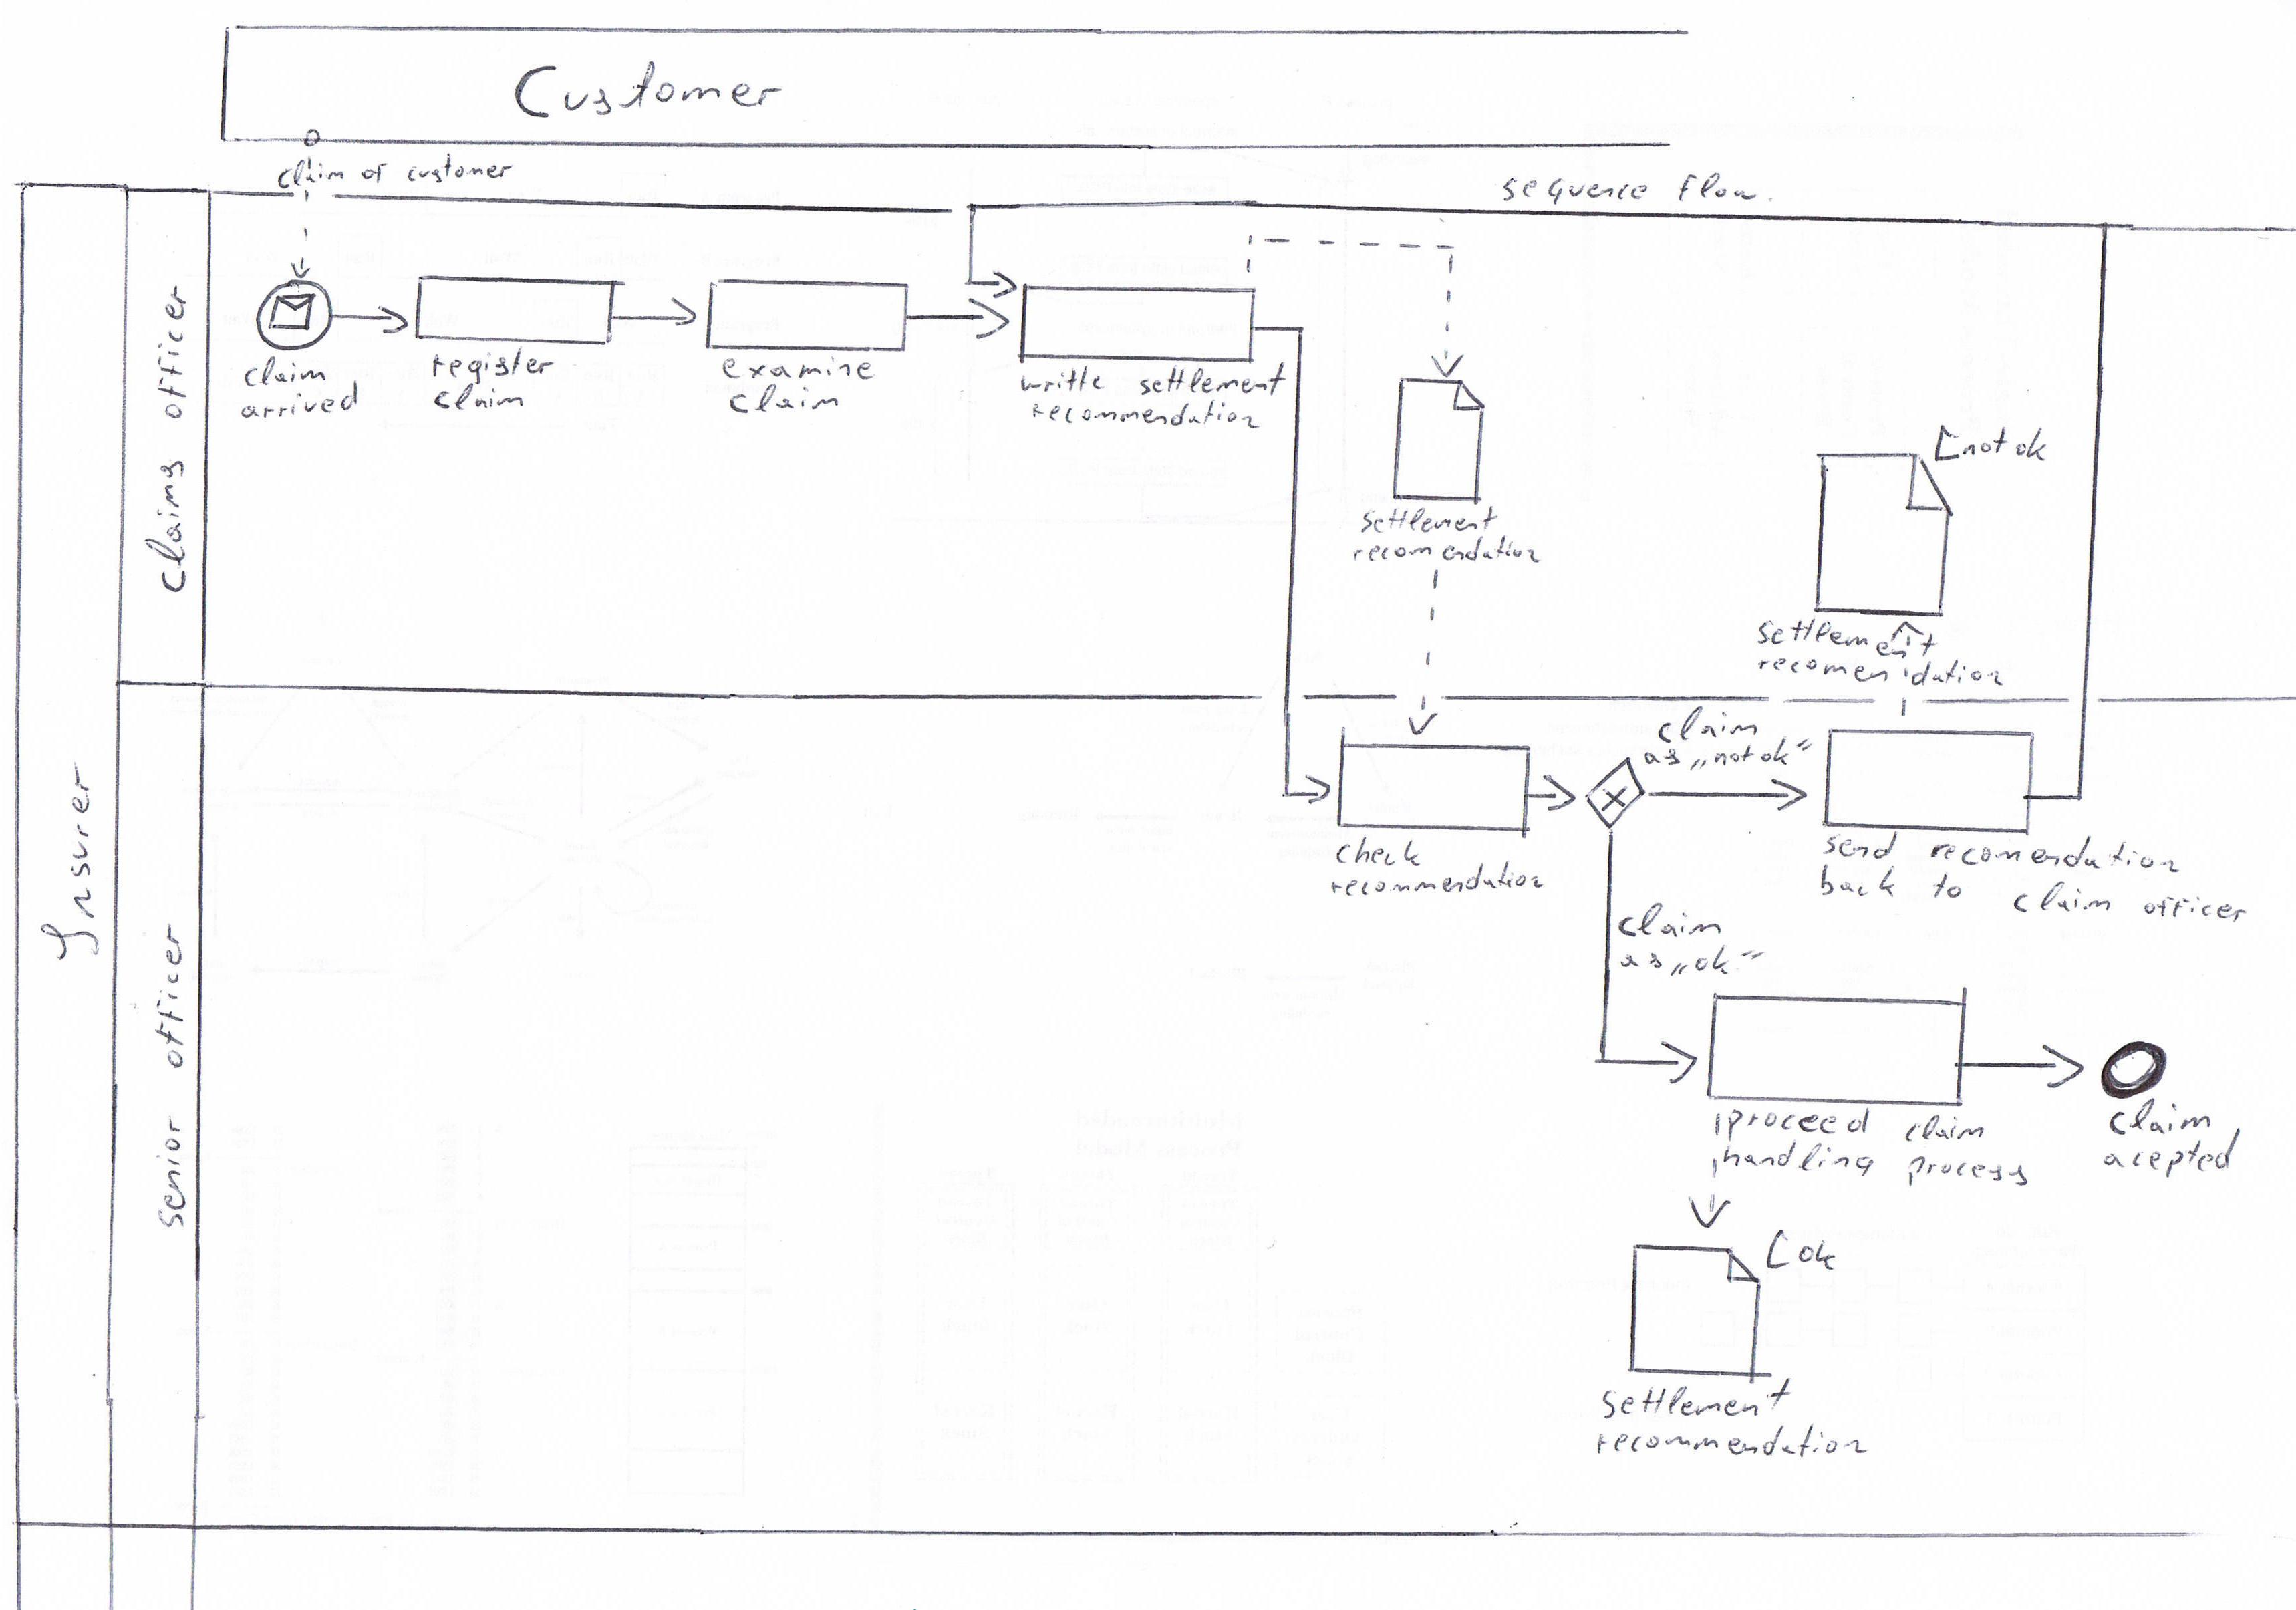 Customer
claim of customer
sequence flow.
Insurer
Claims officer
claim
arrived
register
claim
examine
claim
writte settlement
recommendation
settlement
recomendation
[not ok
settlement
recomendation
senior officer
check
recommendation
claim
as „not ok“
send recomendation
back to claim officer
claim
as „ok“
proceed claim
handling process
claim
acepted
[ok
settlement
recommendation